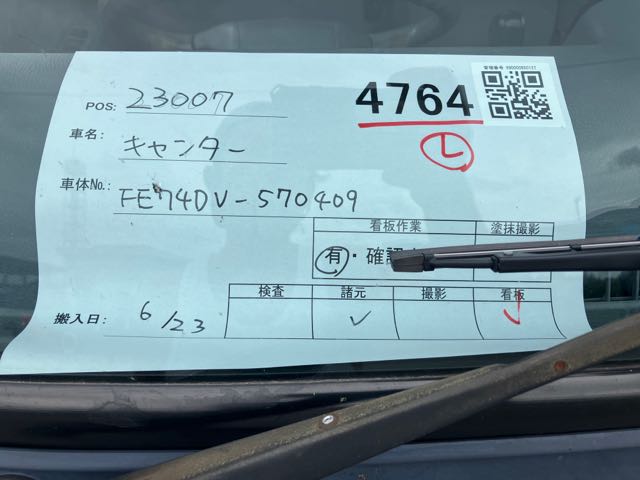 POS: 23007
4764
L
車名: キャンター
車体No.: FE74DV-570409
看板作業 塗抹撮影
有・確認
検査 諸元 撮影 看板
搬入日: 6/23 ✓ ✓